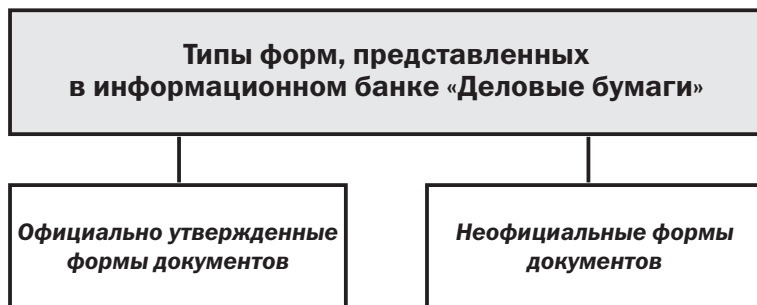 Типы форм, представленных
в информационном банке «Деловые бумаги»
Официально утвержденные
формы документов
Неофициальные формы
документов